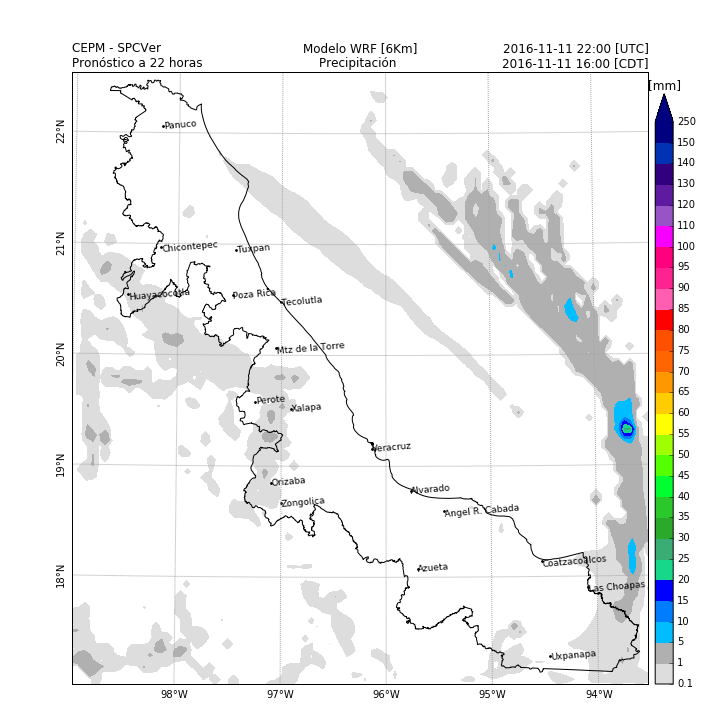 CEPM - SPCVer
Pronóstico a 22 horas
Modelo WRF [6Km]
Precipitación
2016-11-11 22:00 [UTC]
2016-11-11 16:00 [CDT]
[mm]
250
150
140
130
120
110
100
95
90
85
80
75
70
65
60
55
50
45
40
35
30
25
20
15
10
5
1
0.1
22°N
21°N
20°N
19°N
18°N
Panuco
Chicontepec
Tuxpan
Huayacocotla
Poza Rica
Tecolutla
Mtz de la Torre
Perote
Xalapa
Veracruz
Orizaba
Alvarado
Zongolica
Angel R. Cabada
Azueta
Coatzacoalcos
Las Choapas
Uxpanapa
98°W
97°W
96°W
95°W
94°W